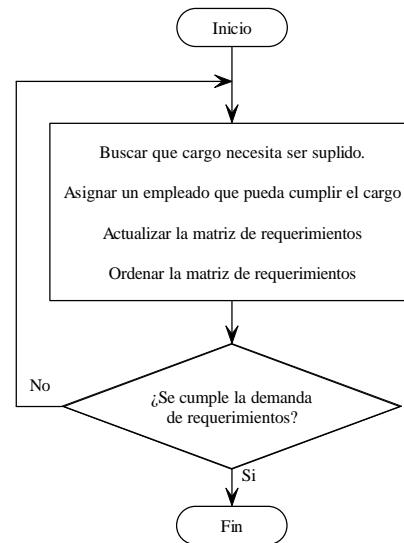 Inicio
Buscar que cargo necesita ser suplido.
Asignar un empleado que pueda cumplir el cargo
Actualizar la matriz de requerimientos
Ordenar la matriz de requerimientos
No
¿Se cumple la demanda
de requerimientos?
Si
Fin